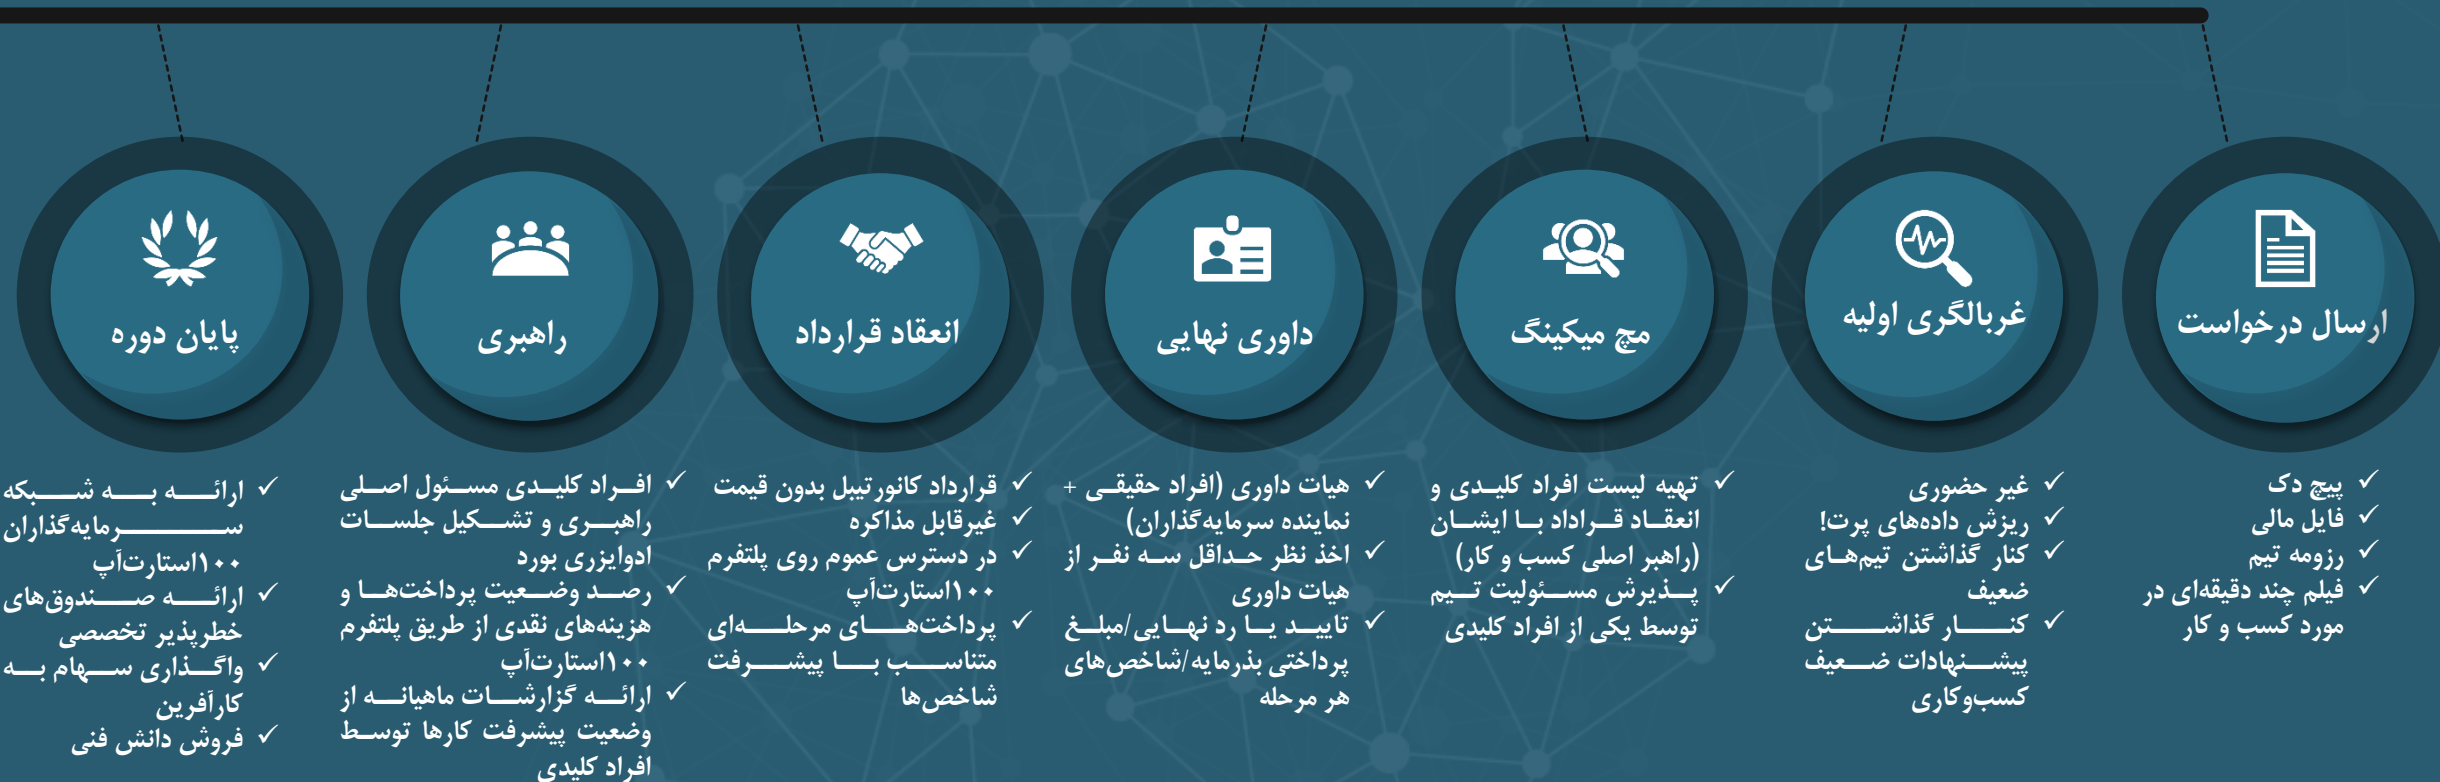 ارسال درخواست
✓ پیچ دک
✓ فایل مالی
✓ رزومه تیم
✓ فیلم چند دقیقه‌ای در
مورد کسب و کار
غربالگری اولیه
✓ غیر حضوری
✓ ریزش داده‌های پرت!
✓ کنار گذاشتن تیم‌های
ضعیف
✓ کنار گذاشتن
پیشنهادات ضعیف
کسب‌وکاری
مچ میکینگ
✓ تهیه لیست افراد کلیدی و
انعقاد قراداد با ایشان
(راهبر اصلی کسب و کار)
✓ پذیرش مسئولیت تیم
توسط یکی از افراد کلیدی
داوری نهایی
✓ هیات داوری (افراد حقیقی +
نماینده سرمایه‌گذاران)
✓ اخذ نظر حداقل سه نفر از
هیات داوری
✓ تایید یا رد نهایی/مبلغ
پرداختی بذرمایه/شاخص‌های
هر مرحله
انعقاد قرارداد
✓ قرارداد کانورتیبل بدون قیمت
✓ غیرقابل مذاکره
✓ در دسترس عموم روی پلتفرم
۱۰۰استارت‌آپ
✓ پرداخت‌های مرحله‌ای
متناسب با پیشرفت
شاخص‌ها
راهبری
✓ افراد کلیدی مسئول اصلی
راهبری و تشکیل جلسات
ادوایزری بورد
✓ رصد وضعیت پرداخت‌ها و
هزینه‌های نقدی از طریق پلتفرم
۱۰۰استارت‌آپ
✓ ارائه گزارشات ماهیانه از
وضعیت پیشرفت کارها توسط
افراد کلیدی
پایان دوره
✓ ارائه به شبکه
سرمایه‌گذاران
۱۰۰استارت‌آپ
✓ ارائه صندوق‌های
خطرپذیر تخصصی
✓ واگذاری سهام به
کارآفرین
✓ فروش دانش فنی